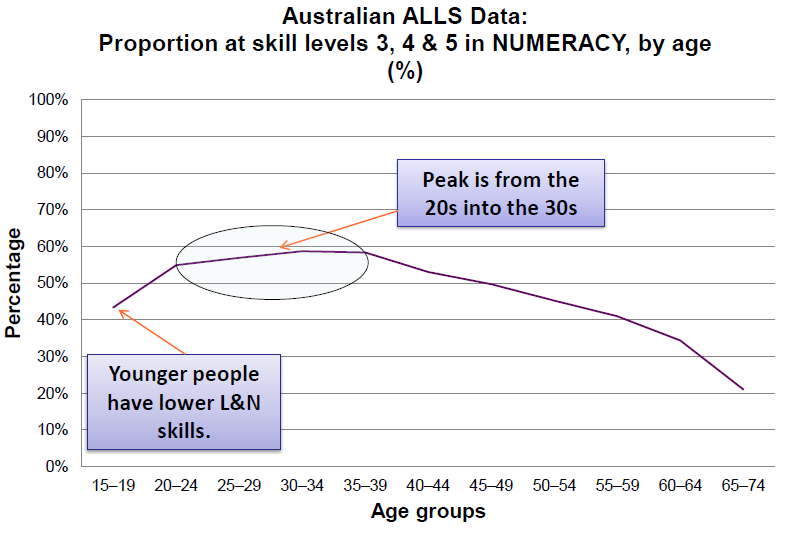 Australian ALLS Data:
Proportion at skill levels 3, 4 & 5 in NUMERACY, by age
(%)
100%
90%
80%
70%
60%
50%
40%
30%
20%
10%
0%
Percentage
Peak is from the
20s into the 30s
Younger people
have lower L&N
skills.
15–19 20–24 25–29 30–34 35–39 40–44 45–49 50–54 55–59 60–64 65–74
Age groups